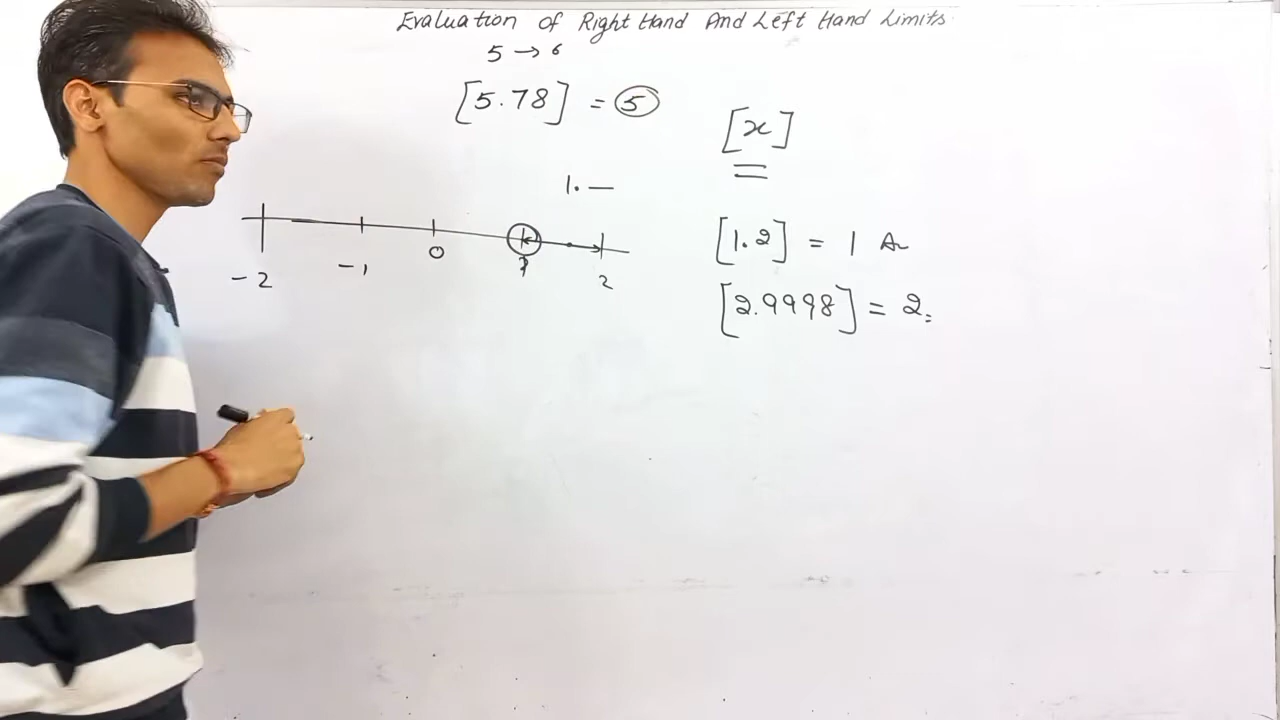 Evaluation of Right Hand And Left Hand Limits
5 → 6
[5.78] = 5
[x]
1. —
[1.2] = 1
-2 -1 0 1 2
[2.9998] = 2